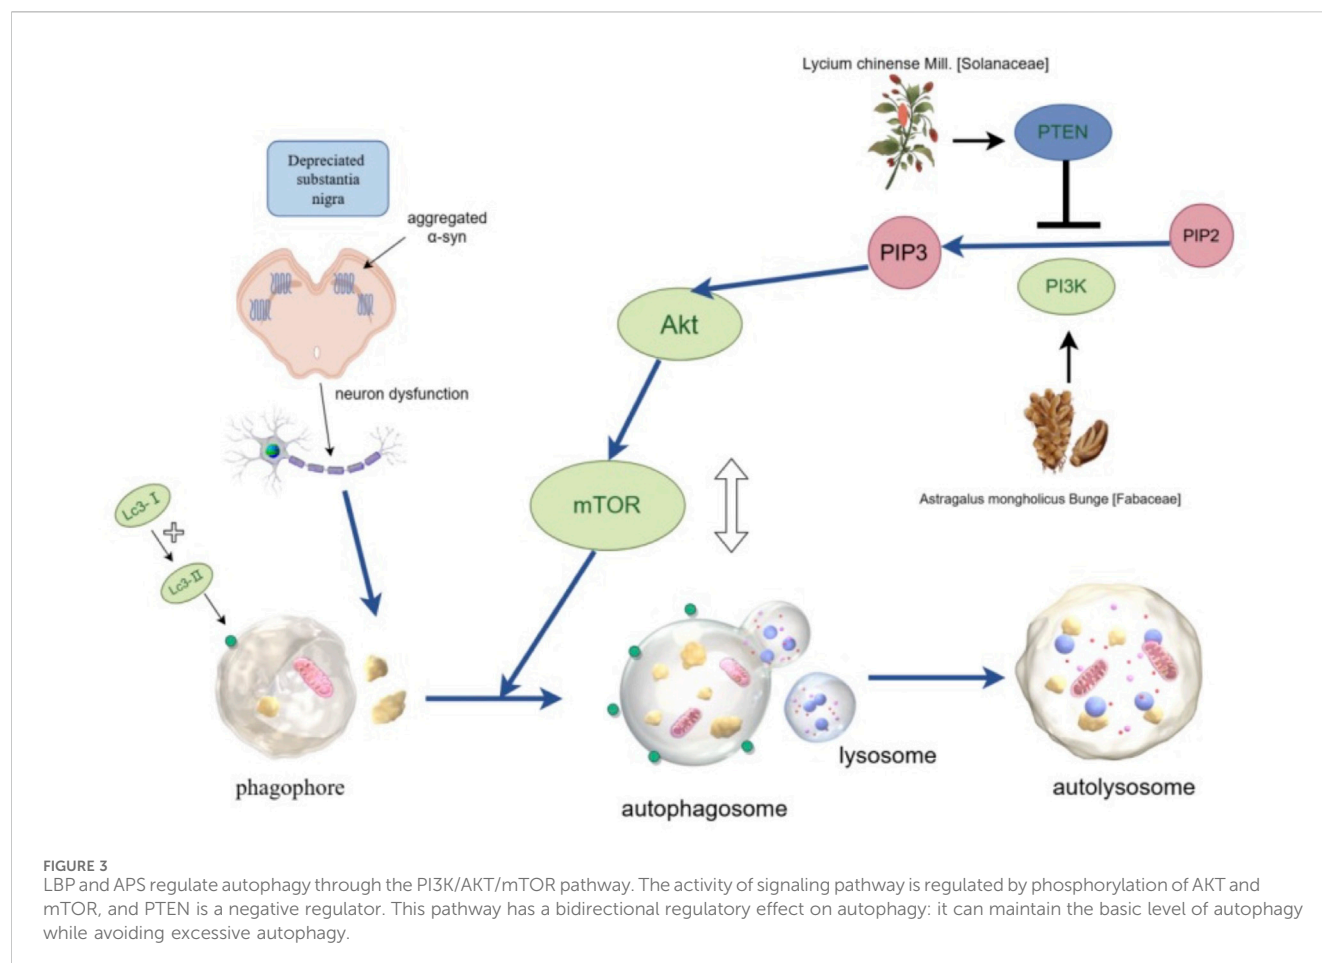 Lycium chinense Mill. [Solanaceae]
PTEN
Depreciated
substantia
nigra
aggregated
α-syn
PIP3
PIP2
PI3K
Akt
neuron dysfunction
mTOR
Astragalus mongholicus Bunge [Fabaceae]
Lc3-Ⅰ
Lc3-Ⅱ
lysosome
phagophore
autophagosome
autolysosome
FIGURE 3
LBP and APS regulate autophagy through the PI3K/AKT/mTOR pathway. The activity of signaling pathway is regulated by phosphorylation of AKT and
mTOR, and PTEN is a negative regulator. This pathway has a bidirectional regulatory effect on autophagy: it can maintain the basic level of autophagy
while avoiding excessive autophagy.